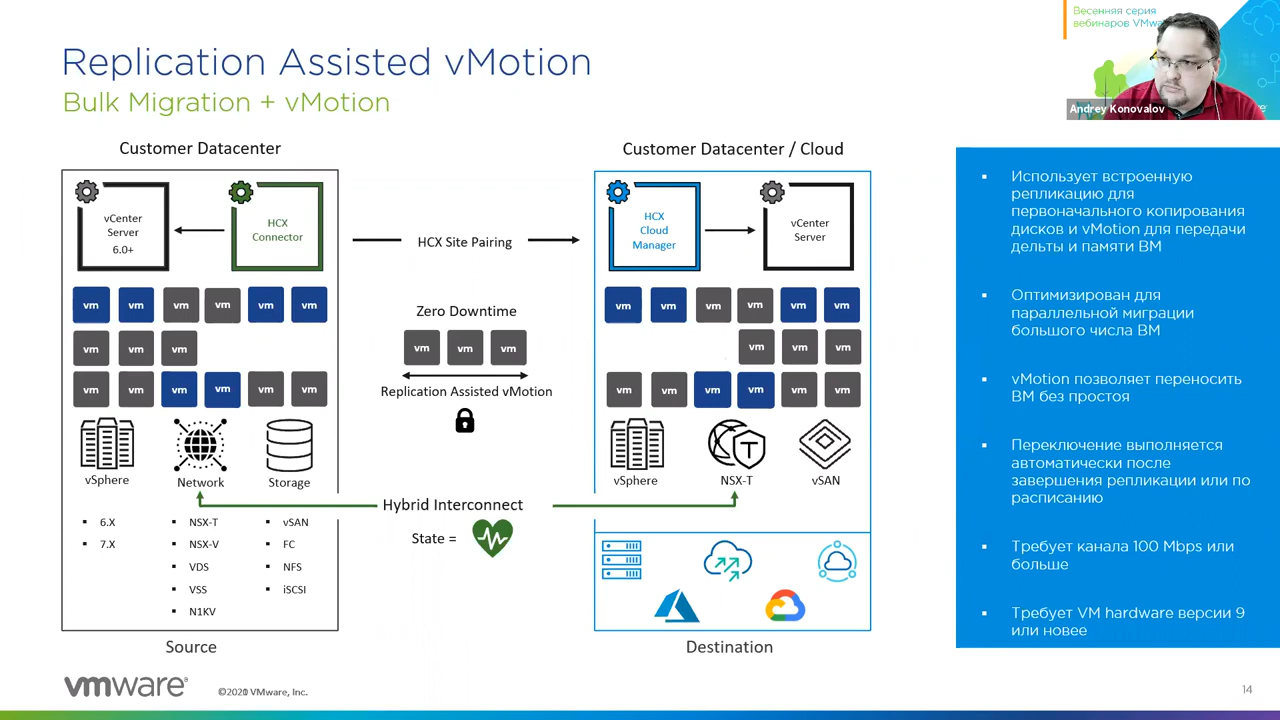 Весенняя серия
вебинаров VMwa
Andrey Konovalov
Replication Assisted vMotion
Bulk Migration + vMotion
Customer Datacenter
Customer Datacenter / Cloud
vCenter
Server
6.0+
HCX
Connector
HCX Site Pairing
HCX
Cloud
Manager
vCenter
Server
vm vm vm vm vm vm
vm vm vm
vm vm vm vm vm vm
Zero Downtime
vm vm vm
Replication Assisted vMotion
vm vm vm vm vm vm
vm vm vm
vm vm vm vm vm vm
vSphere
Network
Storage
vSphere
NSX-T
vSAN
Hybrid Interconnect
State =
▪ 6.X
▪ 7.X
▪ NSX-T
▪ NSX-V
▪ VDS
▪ VSS
▪ N1KV
▪ vSAN
▪ FC
▪ NFS
▪ iSCSI
Source
Destination
▪ Использует встроенную
репликацию для
первоначального копирования
дисков и vMotion для передачи
дельты и памяти ВМ
▪ Оптимизирован для
параллельной миграции
большого числа ВМ
▪ vMotion позволяет переносить
ВМ без простоя
▪ Переключение выполняется
автоматически после
завершения репликации или по
расписанию
▪ Требует канала 100 Mbps или
больше
▪ Требует VM hardware версии 9
или новее
vmware®
VMware, Inc.
14